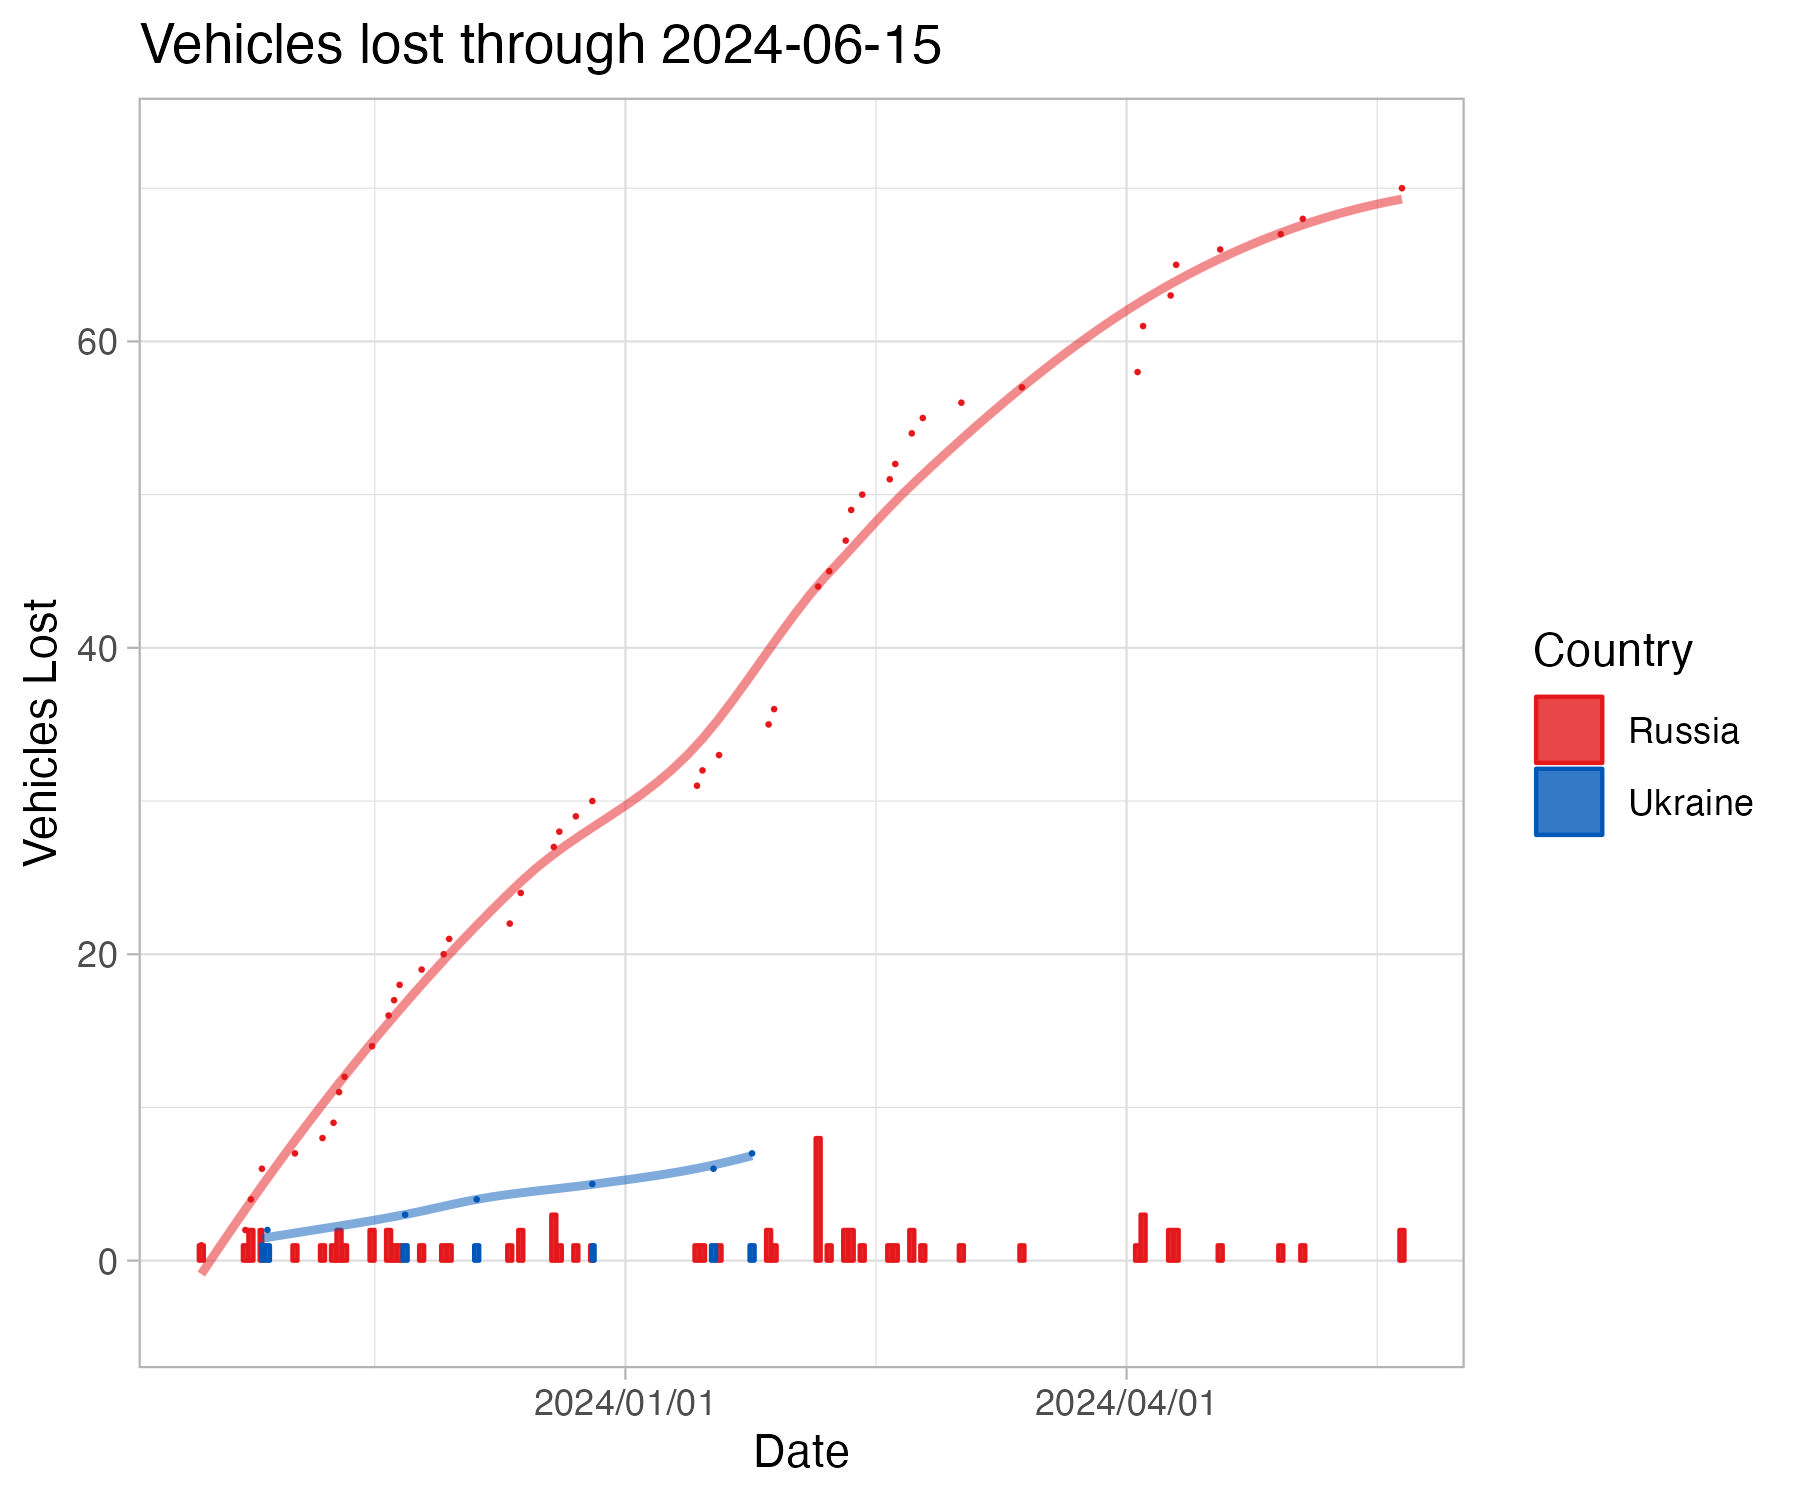 Vehicles lost through 2024-06-15
Vehicles Lost
60
40
20
0
2024/01/01
2024/04/01
Date
Country
Russia
Ukraine